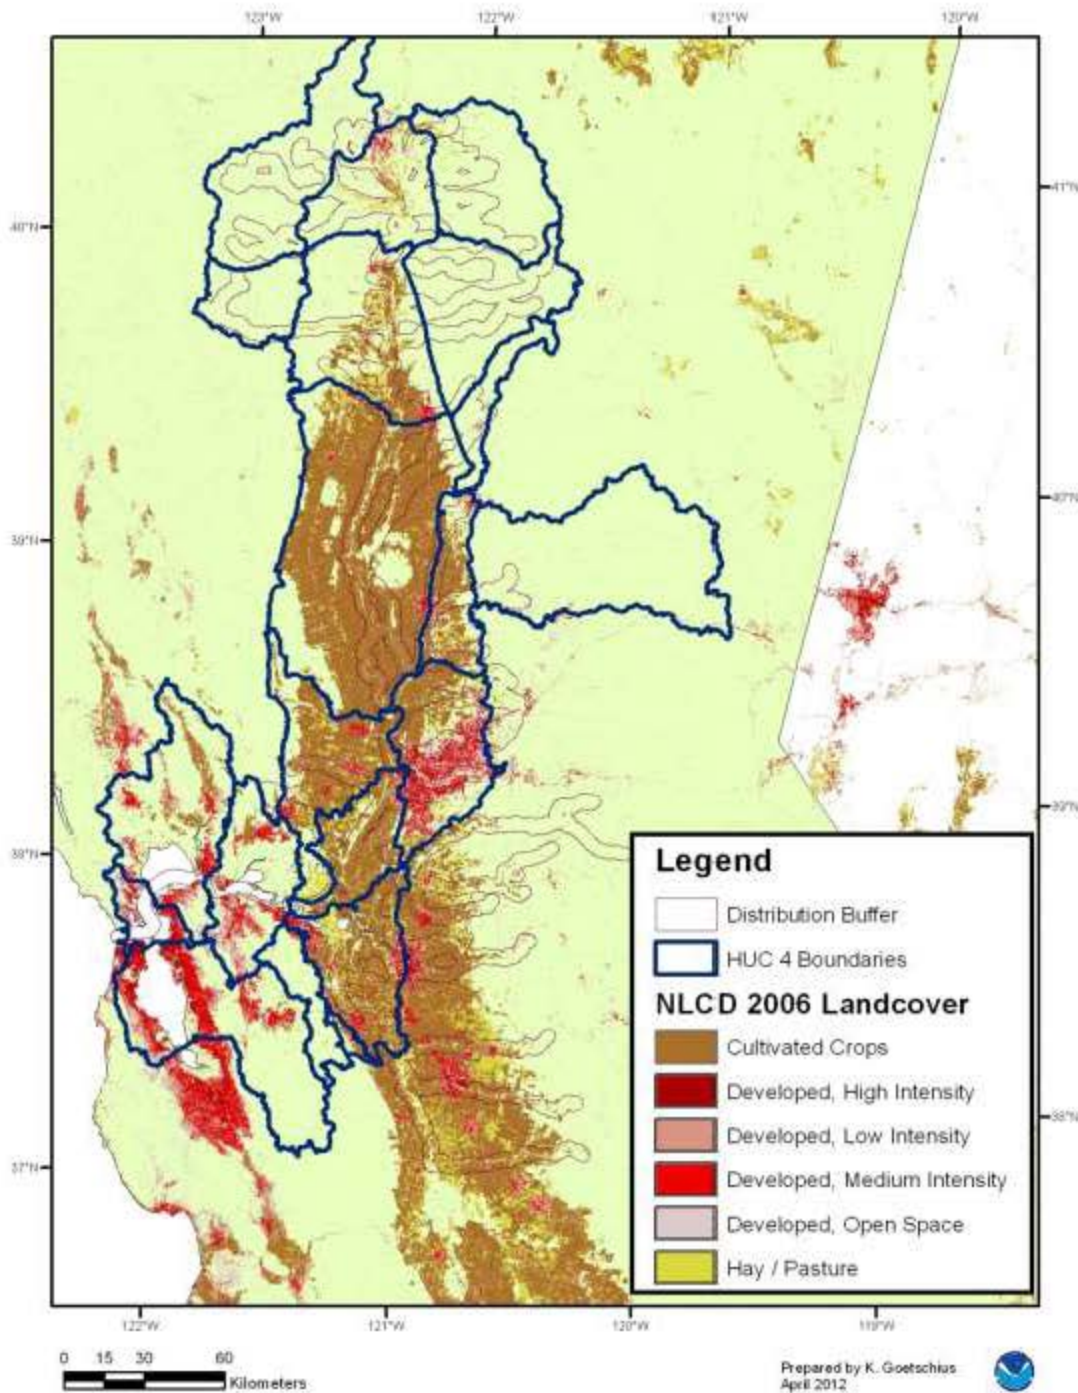 123°W 122°W 121°W 120°W
41°N
40°N
40°N
39°N
39°N
38°N
38°N
37°N
Legend
Distribution Buffer
HUC 4 Boundaries
NLCD 2006 Landcover
Cultivated Crops
Developed, High Intensity
Developed, Low Intensity
Developed, Medium Intensity
Developed, Open Space
Hay / Pasture
122°W 121°W 120°W 119°W
0 15 30 60
Kilometers
Prepared by K. Goetschius
April 2012